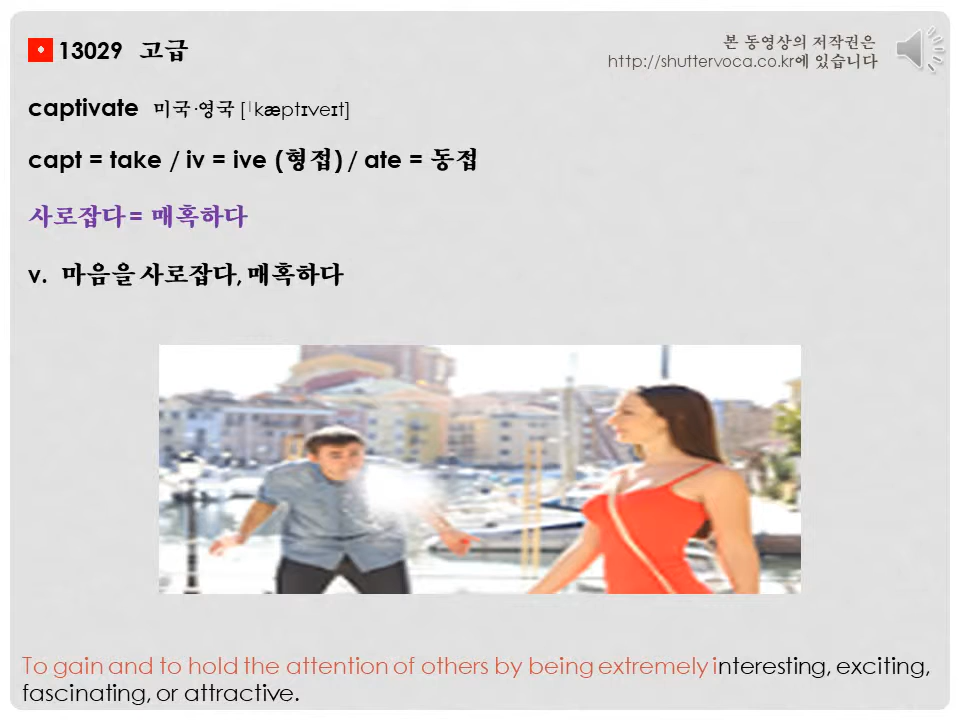 13029 고급
본 동영상의 저작권은
http://shuttervoca.co.kr에 있습니다
captivate 미국·영국 [ˈkæptɪveɪt]
capt = take / iv = ive (형접) / ate = 동접
사로잡다= 매혹하다
v. 마음을 사로잡다, 매혹하다
To gain and to hold the attention of others by being extremely interesting, exciting,
fascinating, or attractive.